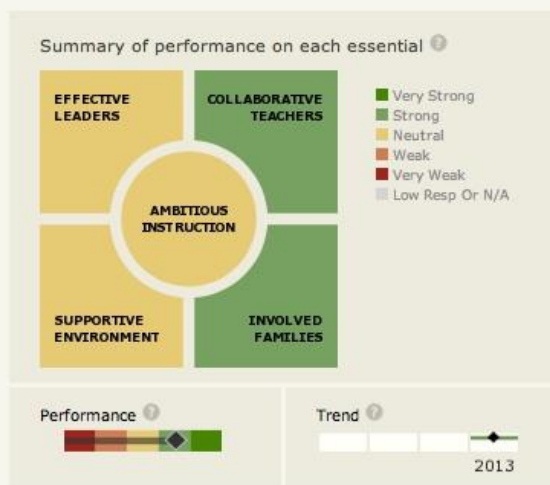 Summary of performance on each essential ?
EFFECTIVE
LEADERS
COLLABORATIVE
TEACHERS
AMBITIOUS
INSTRUCTION
SUPPORTIVE
ENVIRONMENT
INVOLVED
FAMILIES
Very Strong
Strong
Neutral
Weak
Very Weak
Low Resp Or N/A
Performance ?
Trend ?
2013